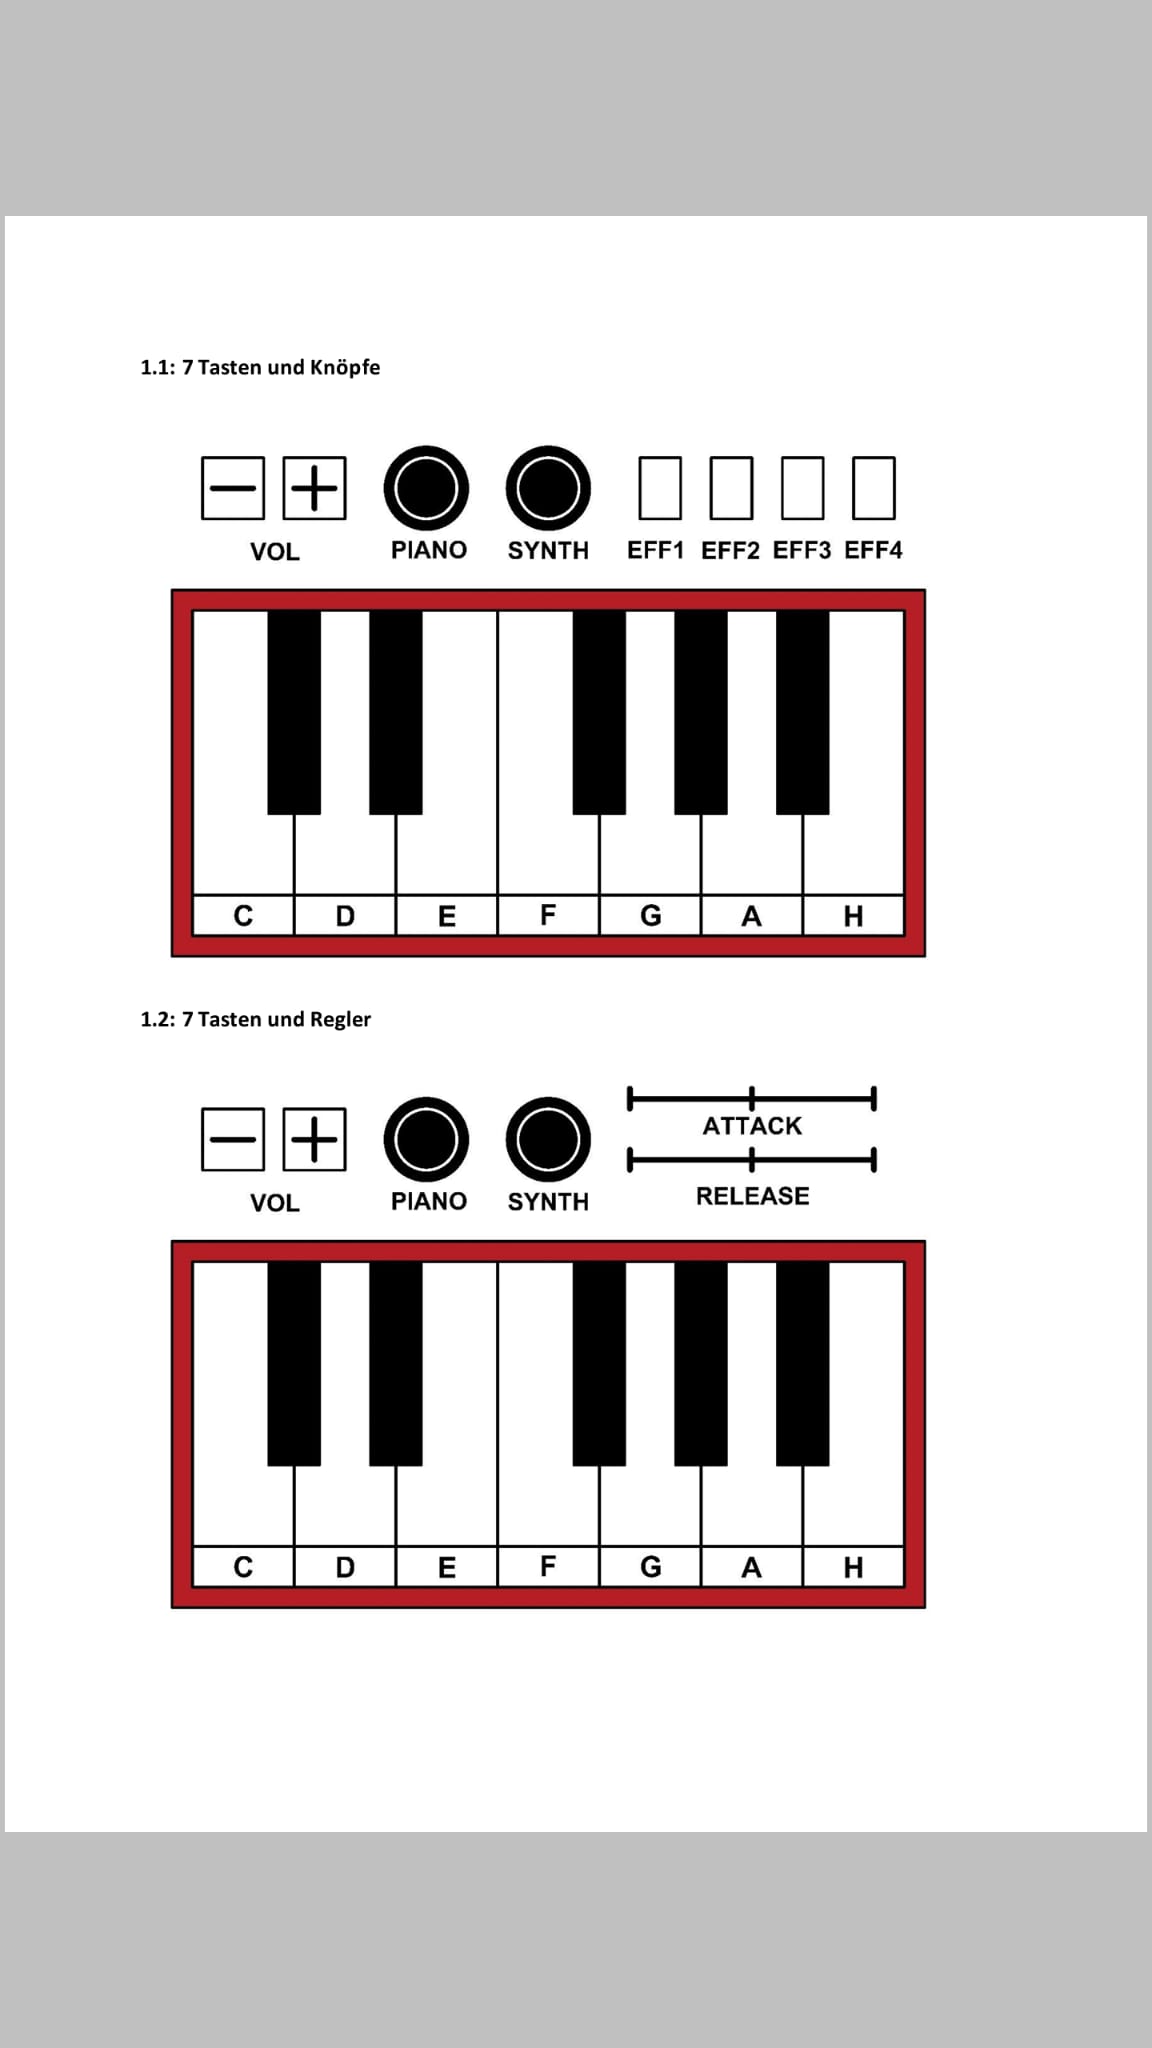 1.1: 7 Tasten und Knöpfe
VOL PIANO SYNTH EFF1 EFF2 EFF3 EFF4
C D E F G A H
1.2: 7 Tasten und Regler
ATTACK
VOL PIANO SYNTH RELEASE
C D E F G A H